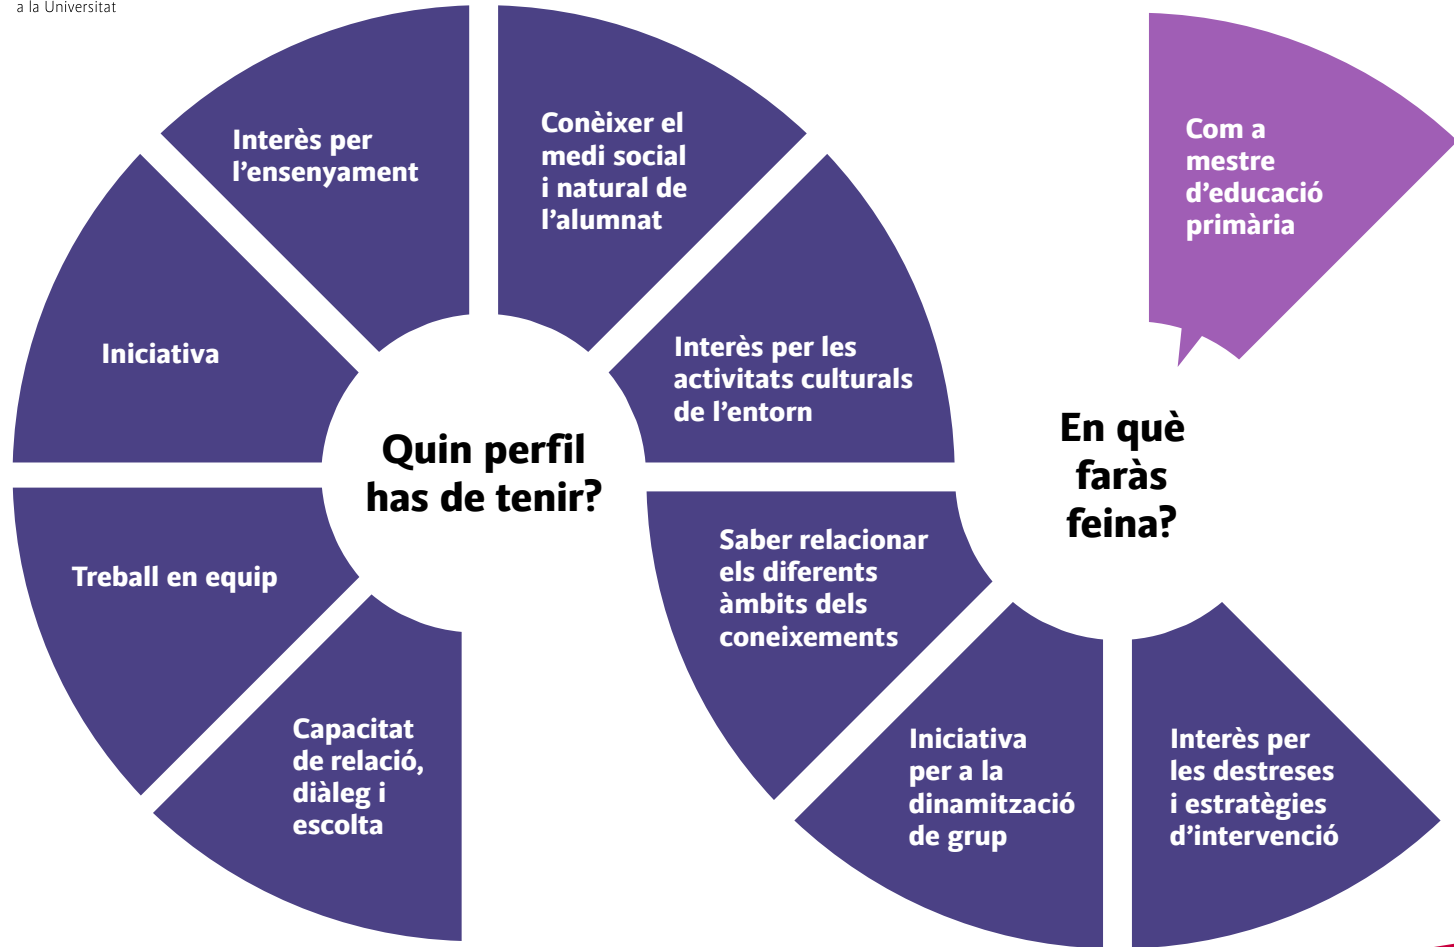 a la Universitat
Interès per
l'ensenyament
Conèixer el
medi social
i natural de
l'alumnat
Com a
mestre
d'educació
primària
Iniciativa
Interès per les
activitats culturals
de l'entorn
Quin perfil
has de tenir?
En què
faràs
feina?
Treball en equip
Saber relacionar
els diferents
àmbits dels
coneixements
Capacitat
de relació,
diàleg i
escolta
Iniciativa
per a la
dinamització
de grup
Interès per
les destreses
i estratègies
d'intervenció